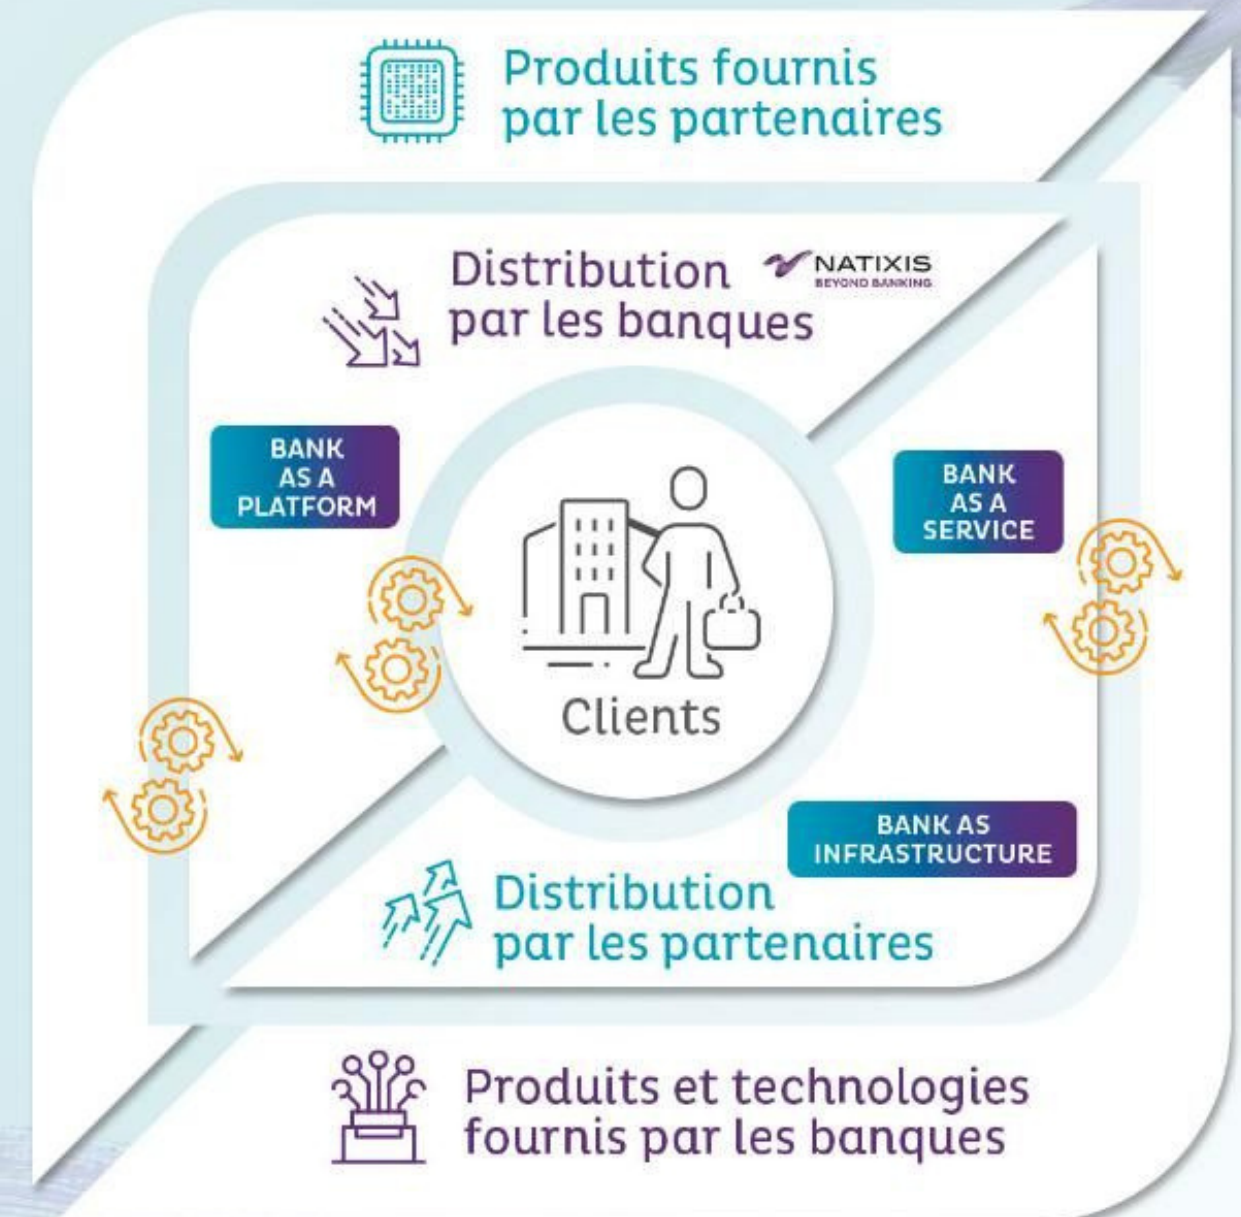 Produits fournis
par les partenaires
Distribution
par les banques
NATIXIS
BEYOND BANKING
BANK
AS A
PLATFORM
BANK
AS A
SERVICE
Clients
BANK AS
INFRASTRUCTURE
Distribution
par les partenaires
Produits et technologies
fournis par les banques